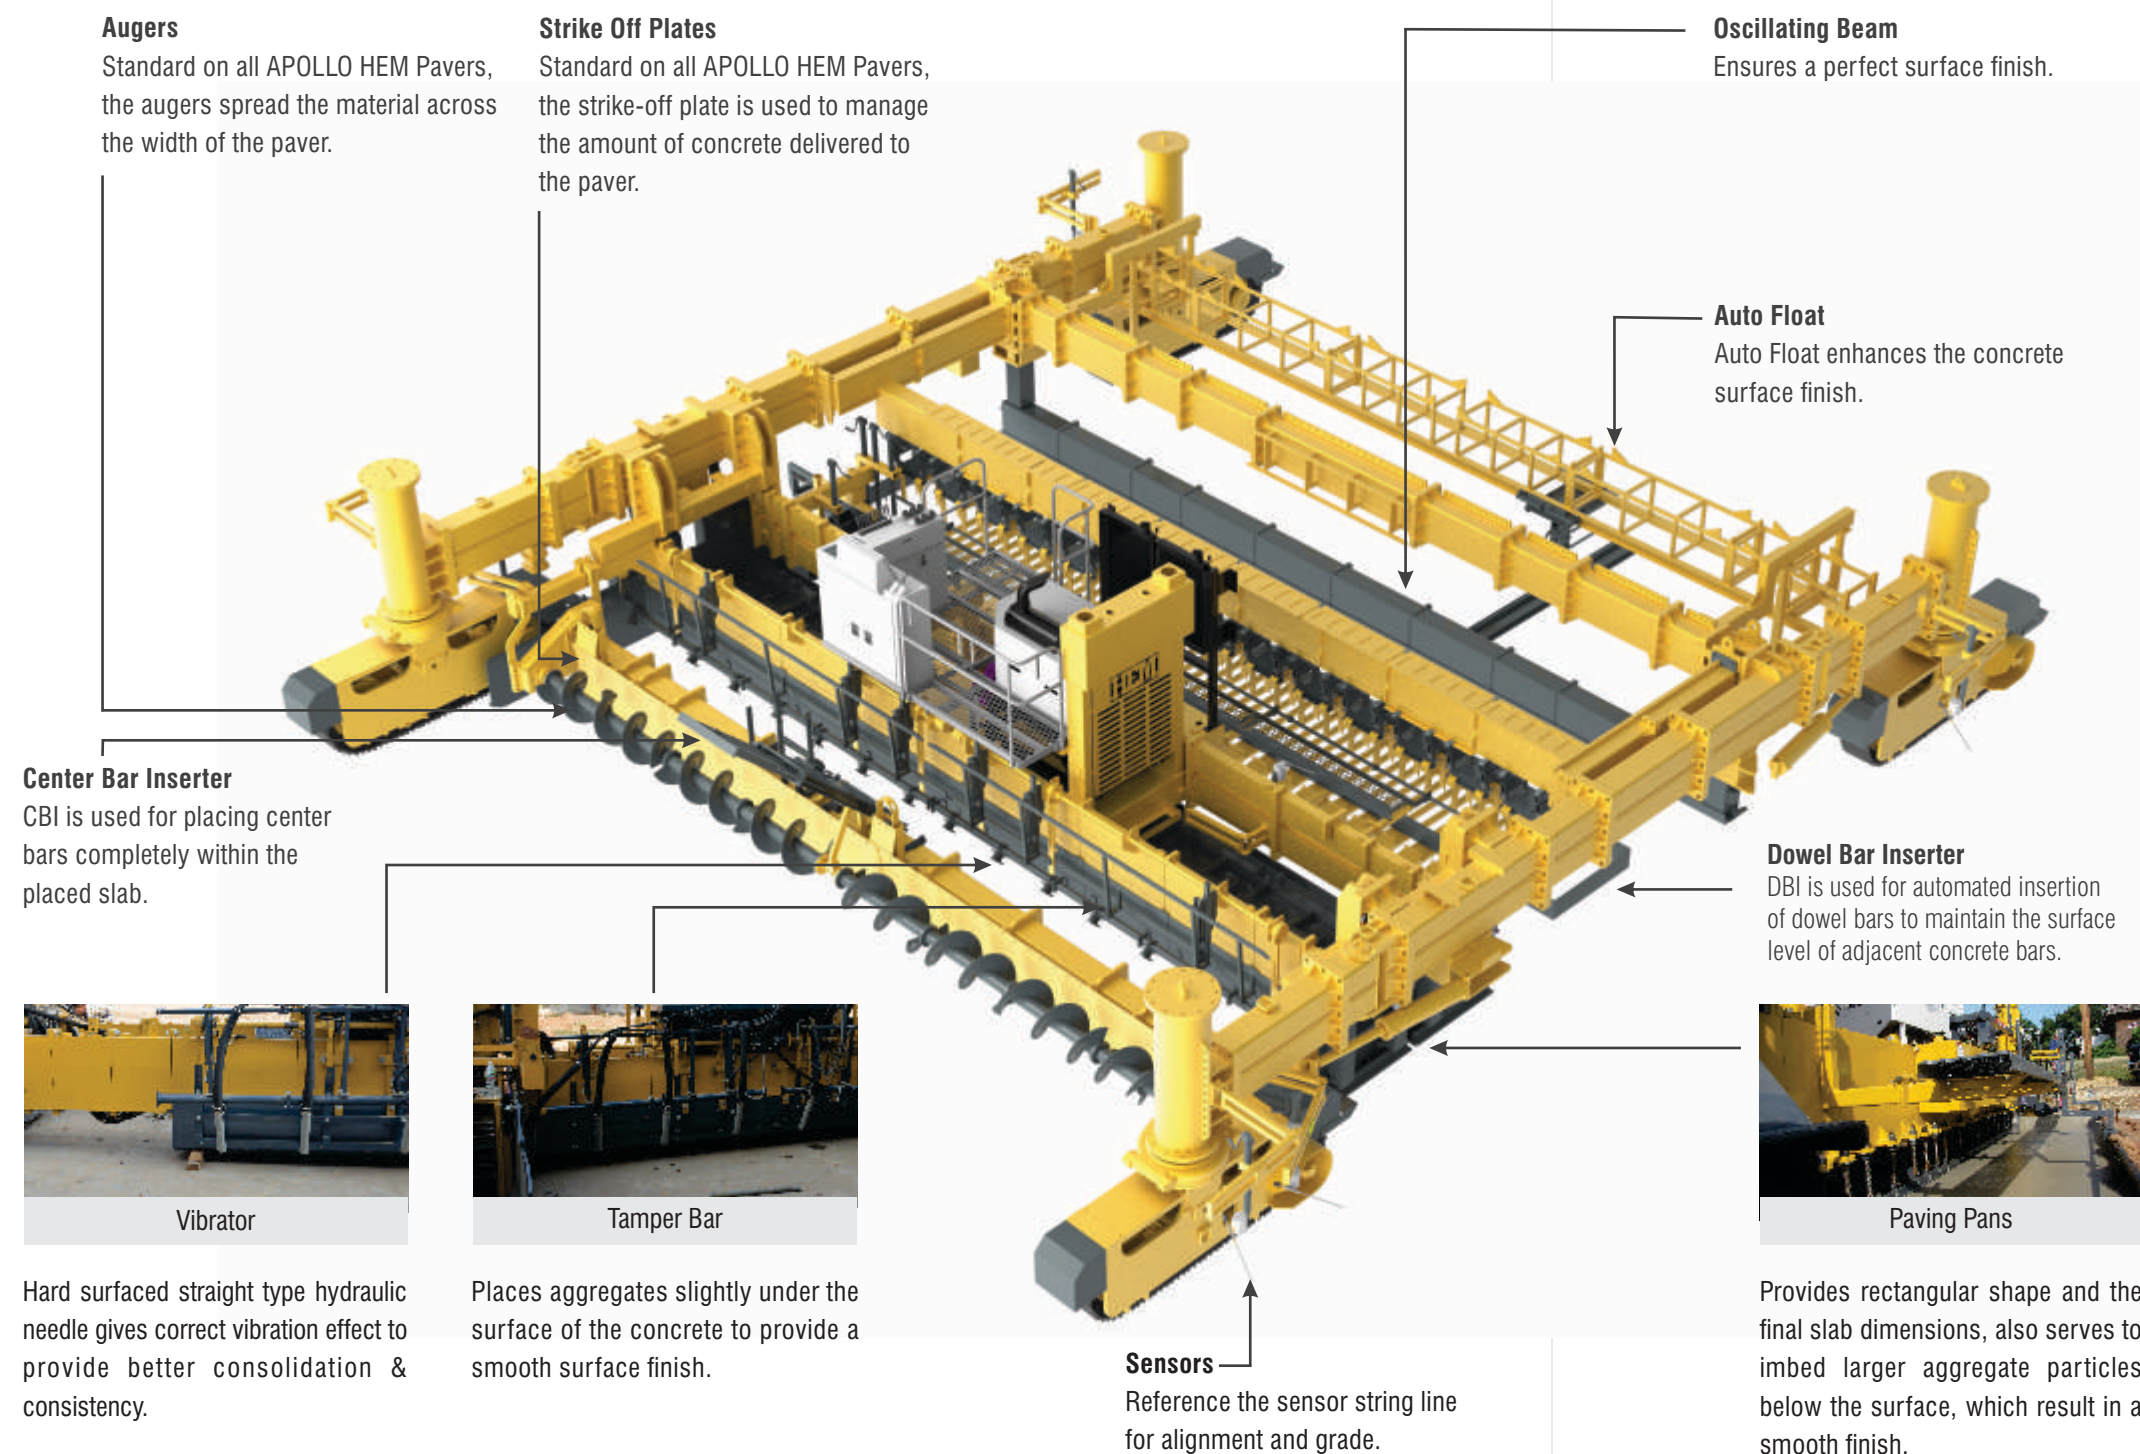 Augers
Standard on all APOLLO HEM Pavers,
the augers spread the material across
the width of the paver.
Strike Off Plates
Standard on all APOLLO HEM Pavers,
the strike-off plate is used to manage
the amount of concrete delivered to
the paver.
Oscillating Beam
Ensures a perfect surface finish.
Auto Float
Auto Float enhances the concrete
surface finish.
Center Bar Inserter
CBI is used for placing center
bars completely within the
placed slab.
Dowel Bar Inserter
DBI is used for automated insertion
of dowel bars to maintain the surface
level of adjacent concrete bars.
Vibrator
Hard surfaced straight type hydraulic
needle gives correct vibration effect to
provide better consolidation &
consistency.
Tamper Bar
Places aggregates slightly under the
surface of the concrete to provide a
smooth surface finish.
Sensors
Reference the sensor string line
for alignment and grade.
Paving Pans
Provides rectangular shape and the
final slab dimensions, also serves to
imbed larger aggregate particles
below the surface, which result in a
smooth finish.